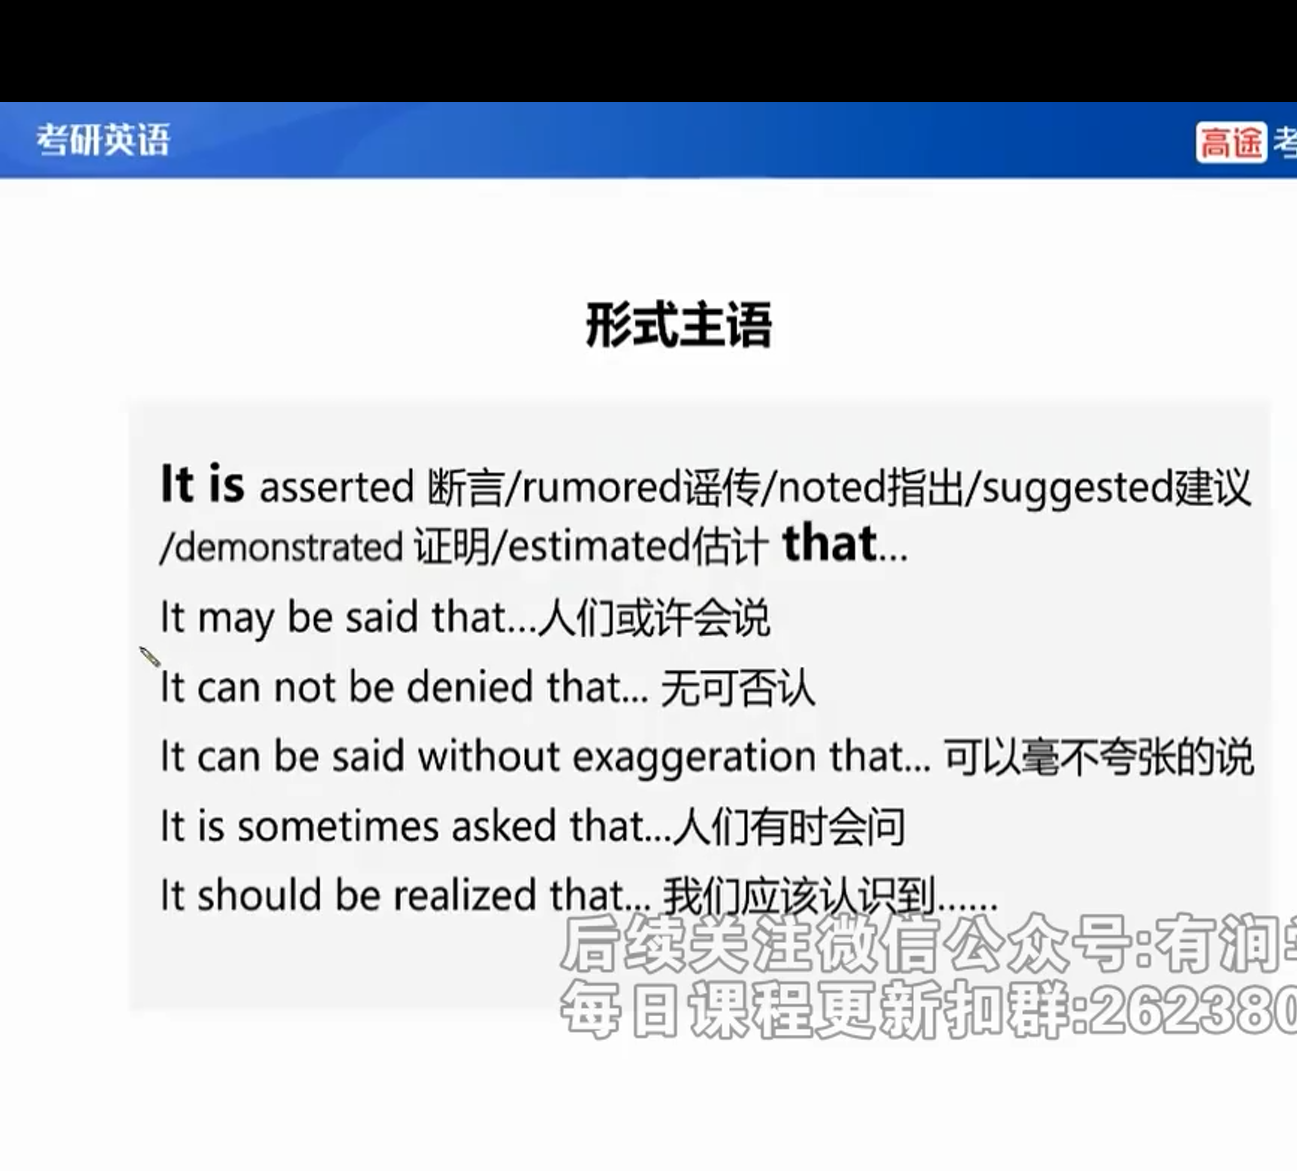 考研英语
高途考
形式主语
It is asserted 断言/rumored谣传/noted指出/suggested建议
/demonstrated 证明/estimated估计 that...
It may be said that...人们或许会说
It can not be denied that... 无可否认
It can be said without exaggeration that... 可以毫不夸张的说
It is sometimes asked that...人们有时会问
It should be realized that... 我们应该认识到......
后续关注微信公众号:有润
每日课程更新扣群:262380